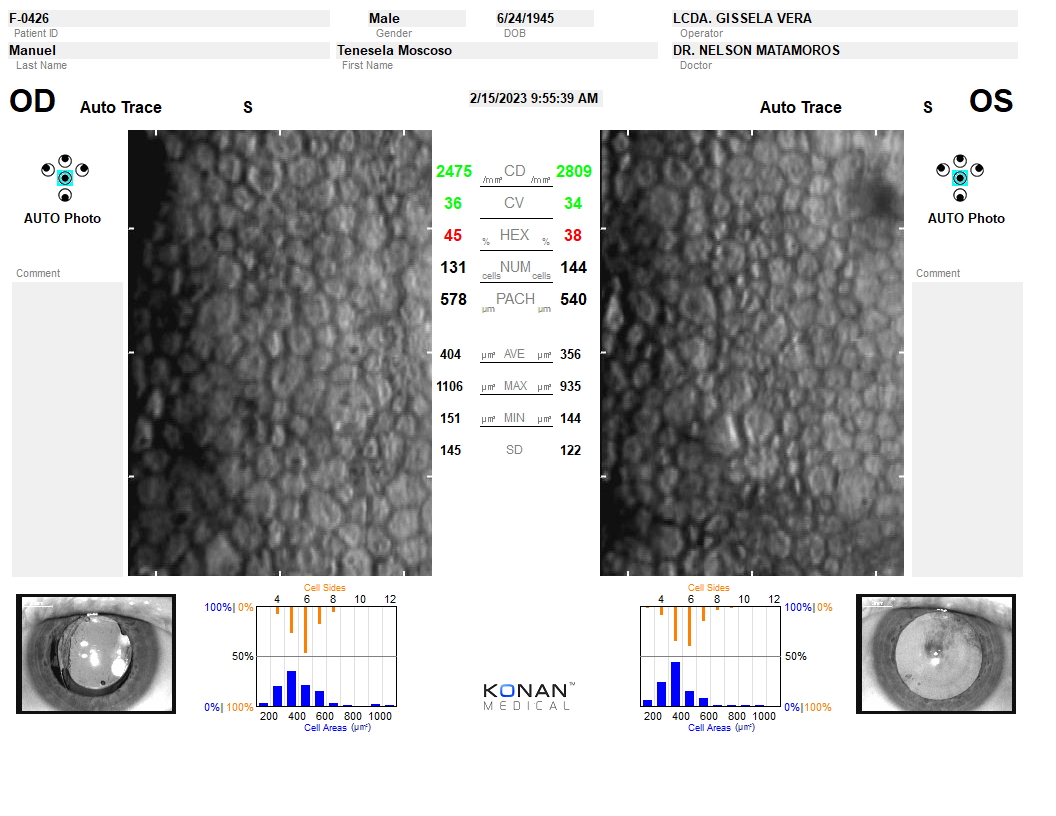 F-0426 Male 6/24/1945 LCDA. GISSELA VERA
Patient ID Gender DOB Operator
Manuel Tenesela Moscoso DR. NELSON MATAMOROS
Last Name First Name Doctor
OD Auto Trace S 2/15/2023 9:55:39 AM Auto Trace S OS
2475 /mm² CD /mm² 2809
36 CV 34
45 % HEX % 38
131 cells NUM cells 144
578 µm PACH µm 540
404 µm² AVE µm² 356
1106 µm² MAX µm² 935
151 µm² MIN µm² 144
145 SD 122
AUTO Photo
AUTO Photo
Comment
Comment
Cell Sides
4 6 8 10 12
100%| 0%
50%
0%| 100%
200 400 600 800 1000
Cell Areas (µm²)
KONAN™
MEDICAL
Cell Sides
4 6 8 10 12
100%|0%
50%
0%|100%
200 400 600 800 1000
Cell Areas (µm²)